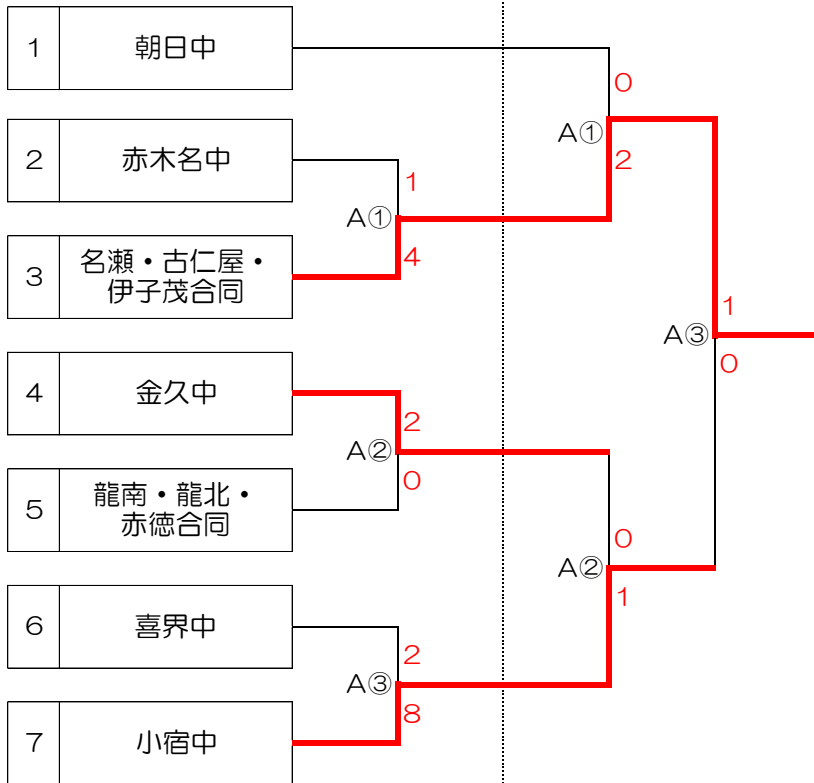 1 朝日中
0
A①
2 赤木名中
2
1
A①
4
3 名瀬・古仁屋・
伊子茂合同
1
A③
0
4 金久中
2
A②
0
5 龍南・龍北・
赤徳合同
0
A②
1
6 喜界中
2
A③
8
7 小宿中